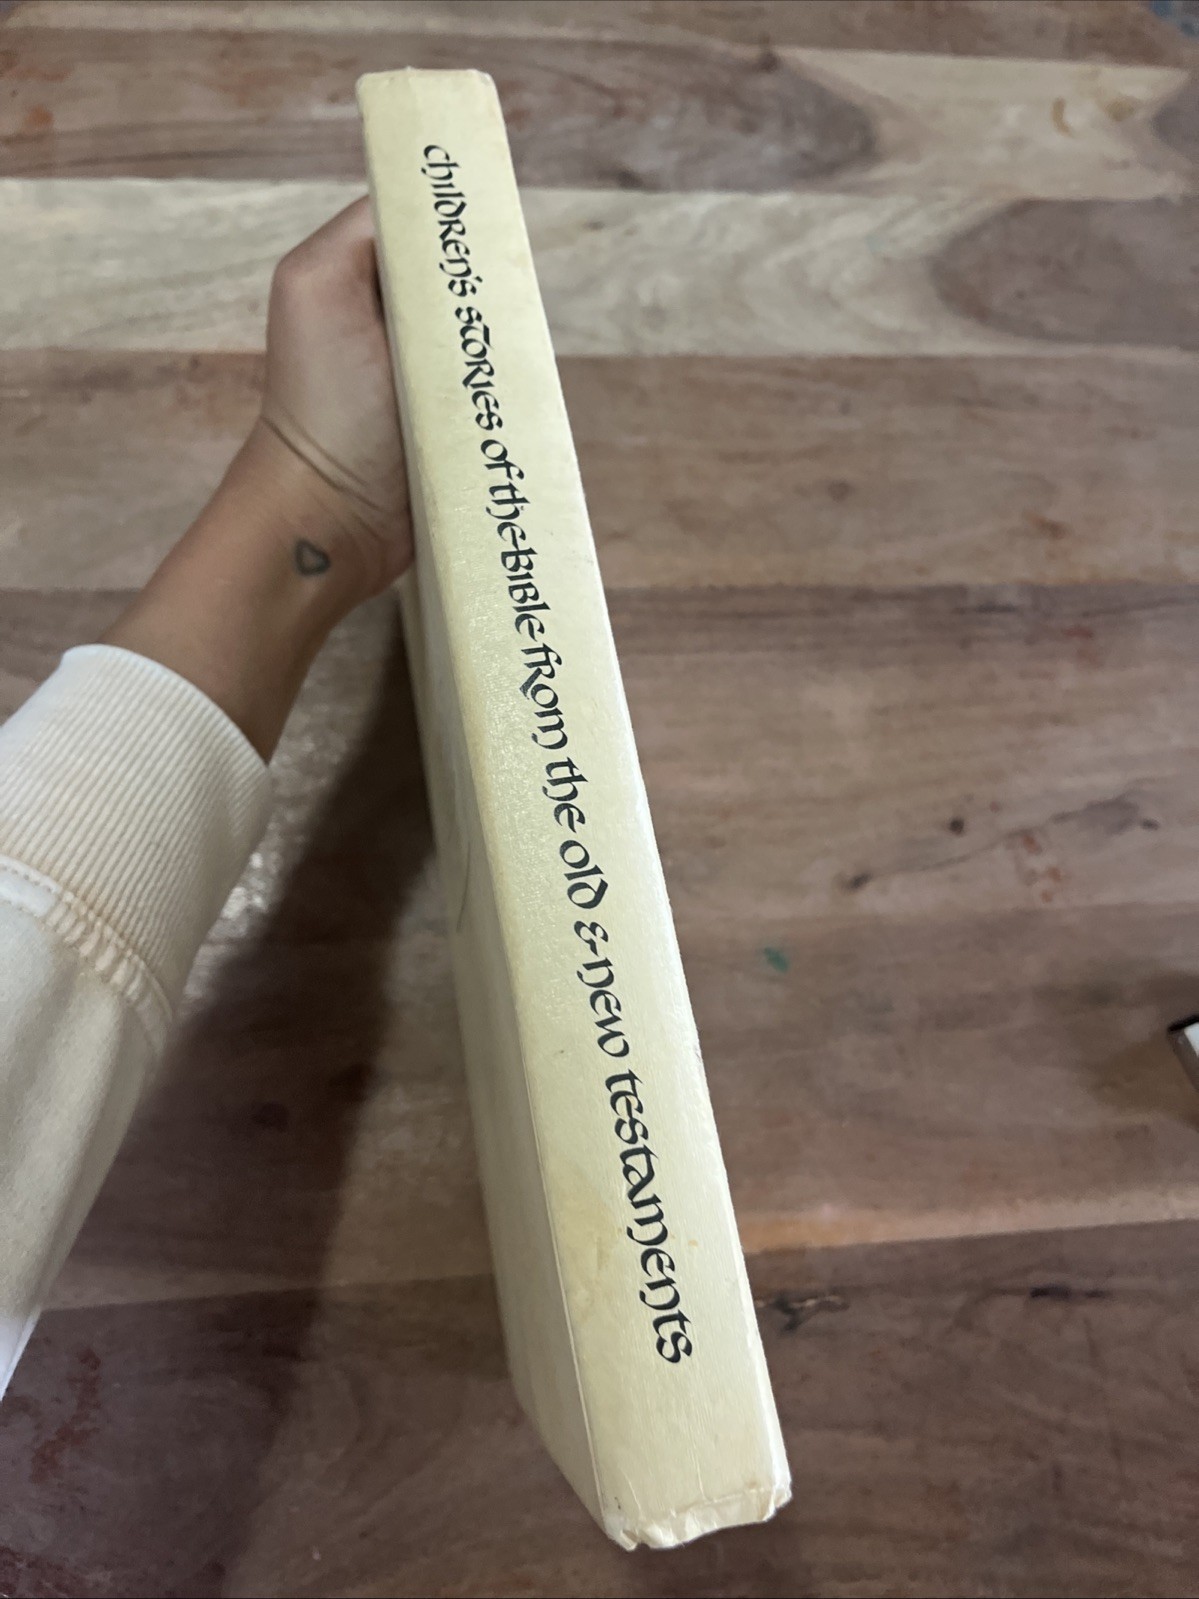 children's stories of the Bible from the old & new testaments